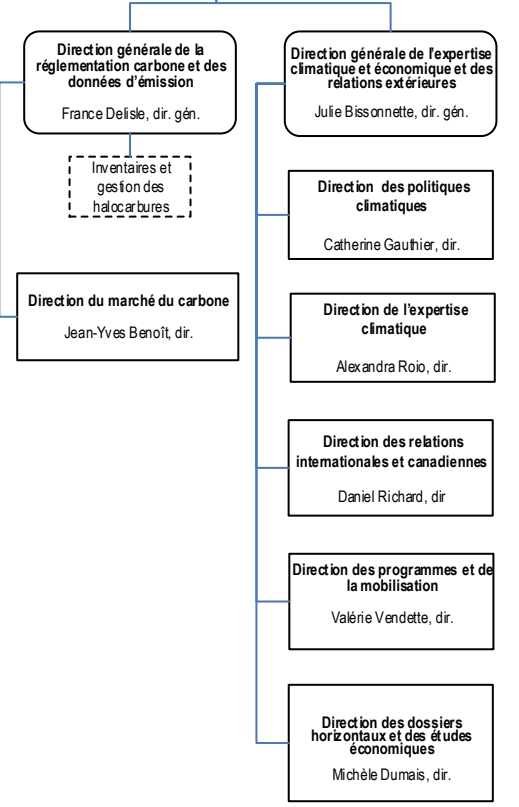 Direction générale de la
réglementation carbone et des
données d'émission
France Delisle, dir. gén.
Inventaires et
gestion des
halocarbures
Direction du marché du carbone
Jean-Yves Benoît, dir.
Direction générale de l'expertise
climatique et économique et des
relations extérieures
Julie Bissonnette, dir. gén.
Direction des politiques
climatiques
Catherine Gauthier, dir.
Direction de l'expertise
climatique
Alexandra Roio, dir.
Direction des relations
internationales et canadiennes
Daniel Richard, dir
Direction des programmes et de
la mobilisation
Valérie Vendette, dir.
Direction des dossiers
horizontaux et des études
économiques
Michèle Dumais, dir.